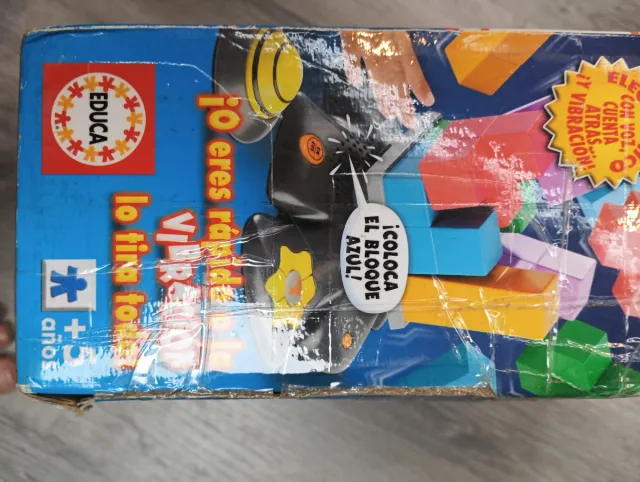 EDUCA
¡O eres rápido o la
VIBRACIÓN
lo tira todo!
+5
años
¡COLOCA
EL BLOQUE
AZUL!
CON VOZ,
CUENTA
ATRÁS
¡Y VIBRACIÓN!